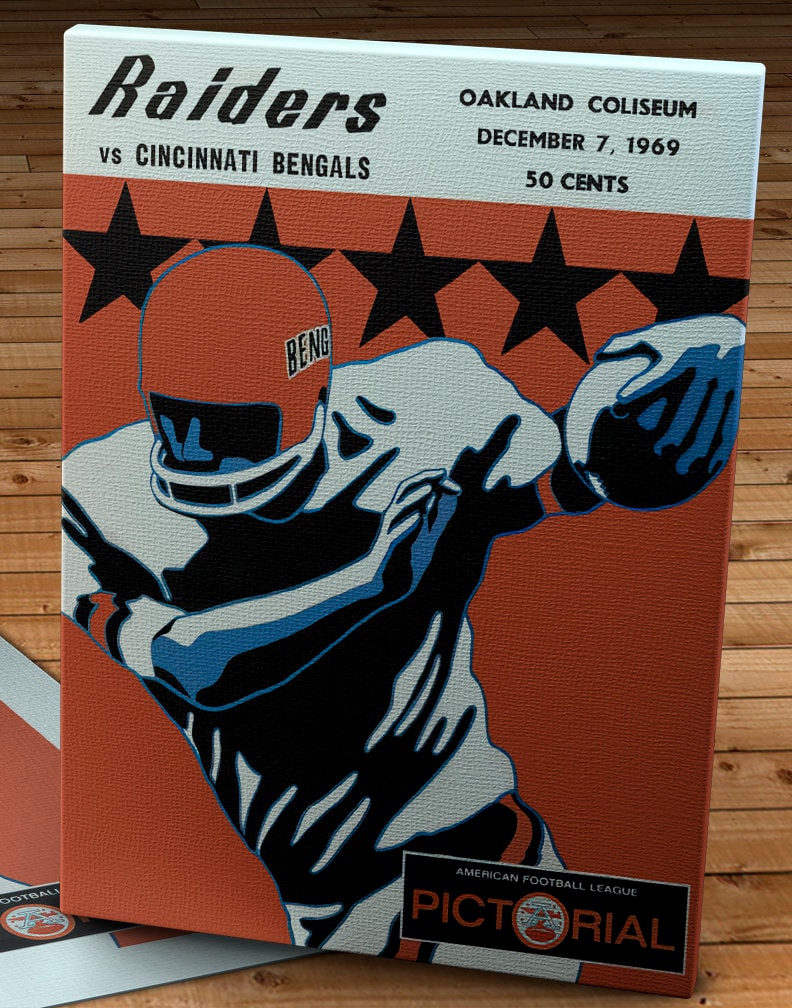 Raiders
vs CINCINNATI BENGALS
OAKLAND COLISEUM
DECEMBER 7, 1969
50 CENTS
BENG
AMERICAN FOOTBALL LEAGUE
PICTORIAL